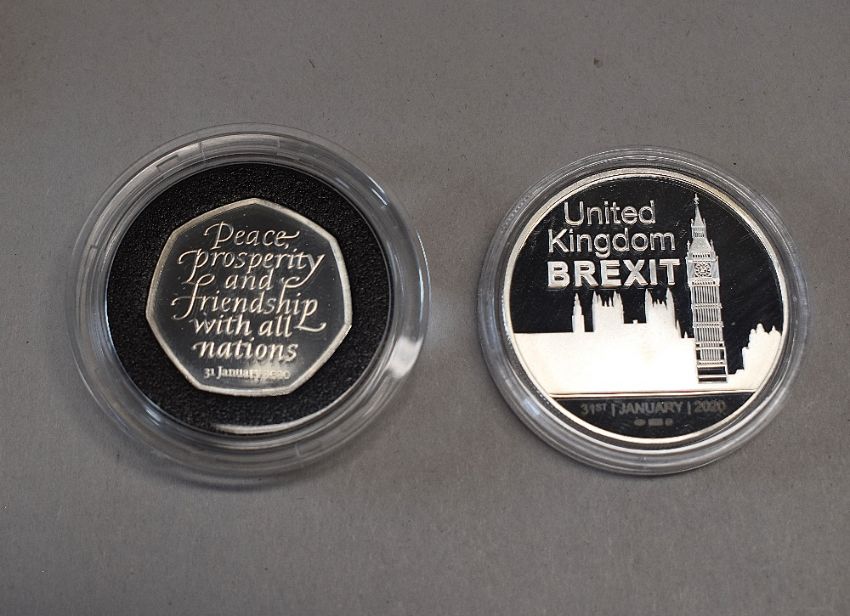 Peace,
prosperity
and
friendship
with all
nations
31 January 2020
United
Kingdom
BREXIT
31ST | JANUARY | 2020